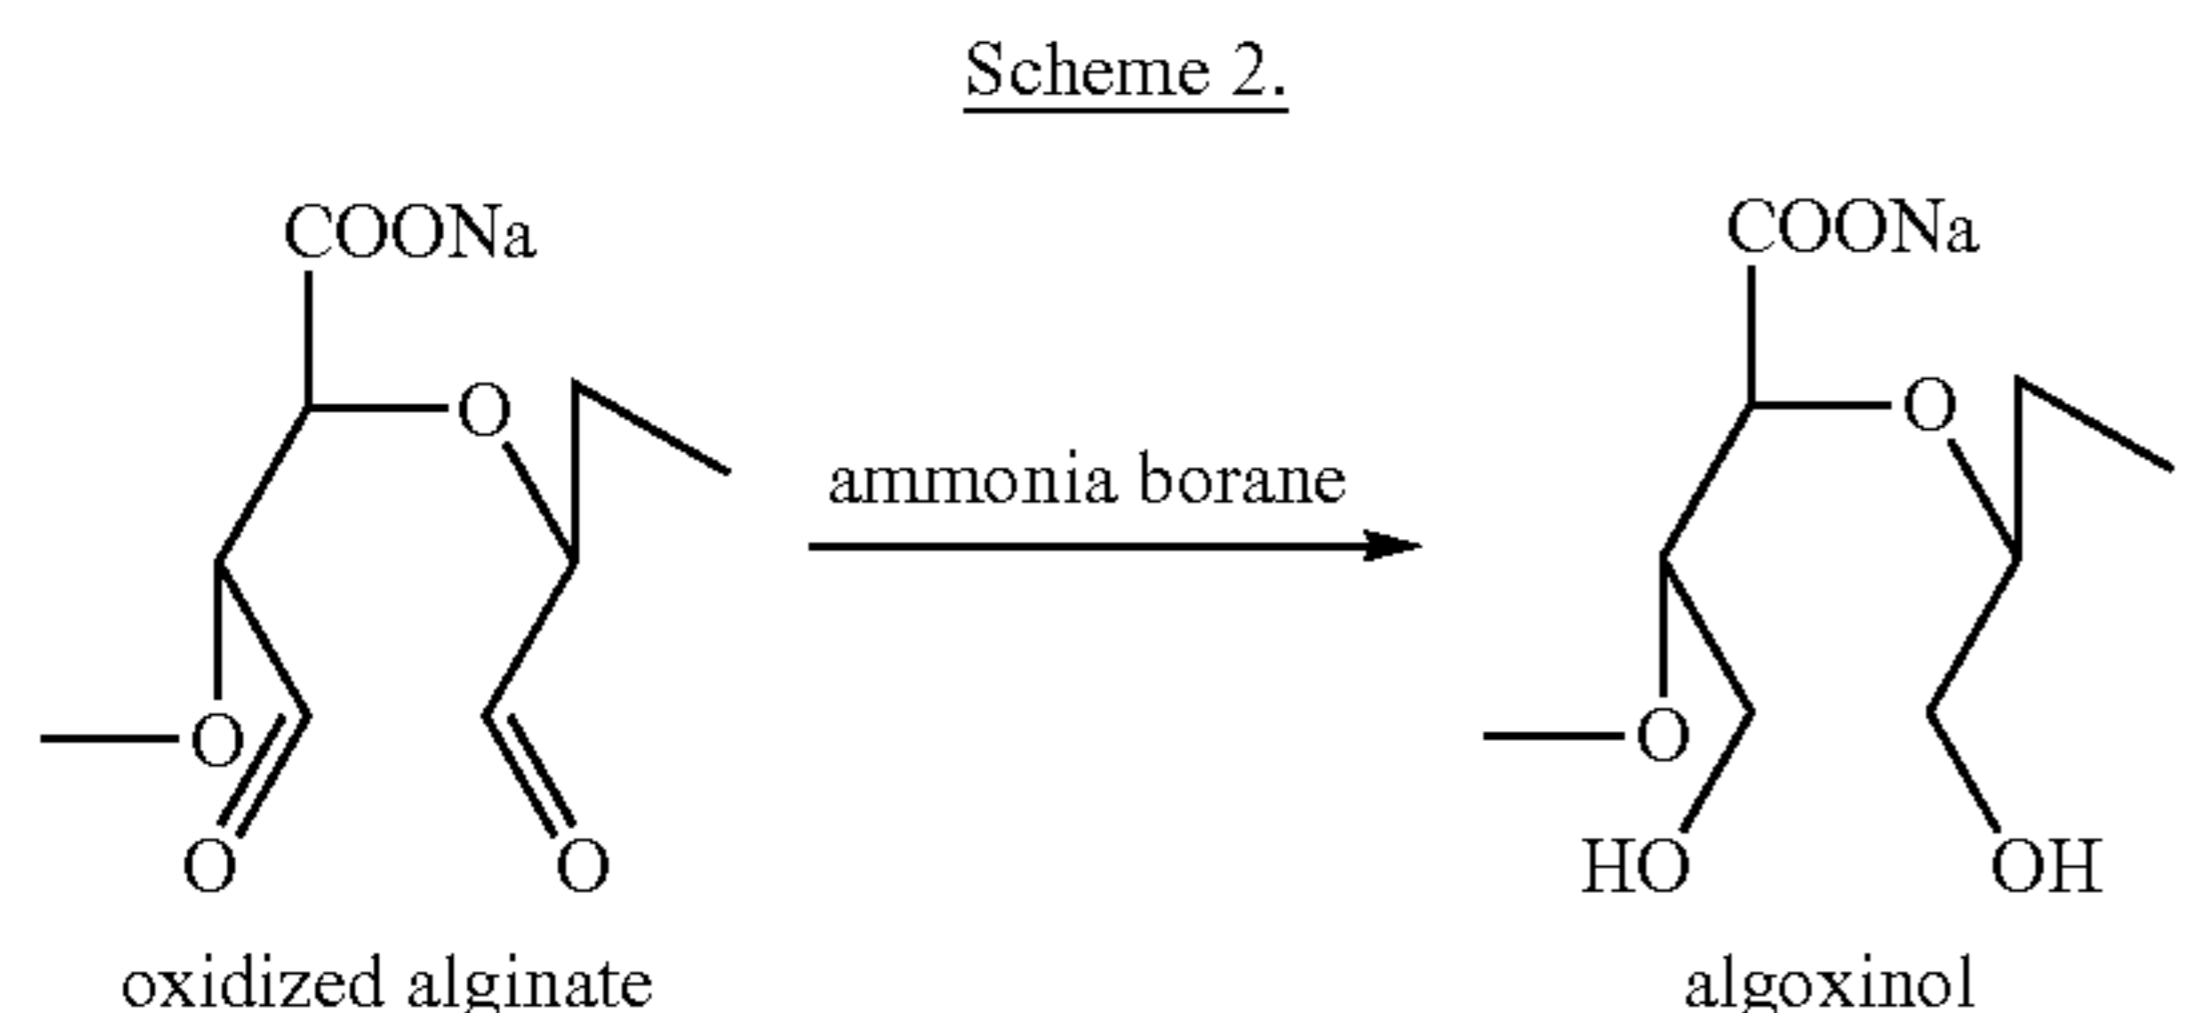 Scheme 2.
COONa
COONa
O
O
ammonia borane
O
O
O
O
HO
OH
oxidized alginate
algoxinol